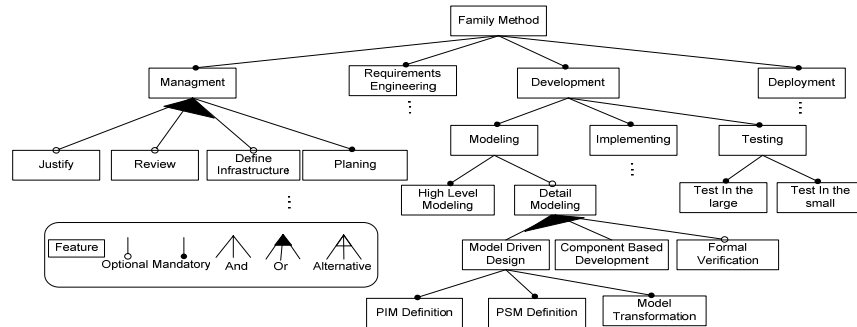 Family Method
Managment
Requirements
Engineering
Development
Deployment
Modeling
Implementing
Testing
Justify
Review
Define
Infrastructure
Planing
High Level
Modeling
Detail
Modeling
Test In the
large
Test In the
small
Feature
Optional Mandatory And Or Alternative
Model Driven
Design
Component Based
Development
Formal
Verification
PIM Definition
PSM Definition
Model
Transformation